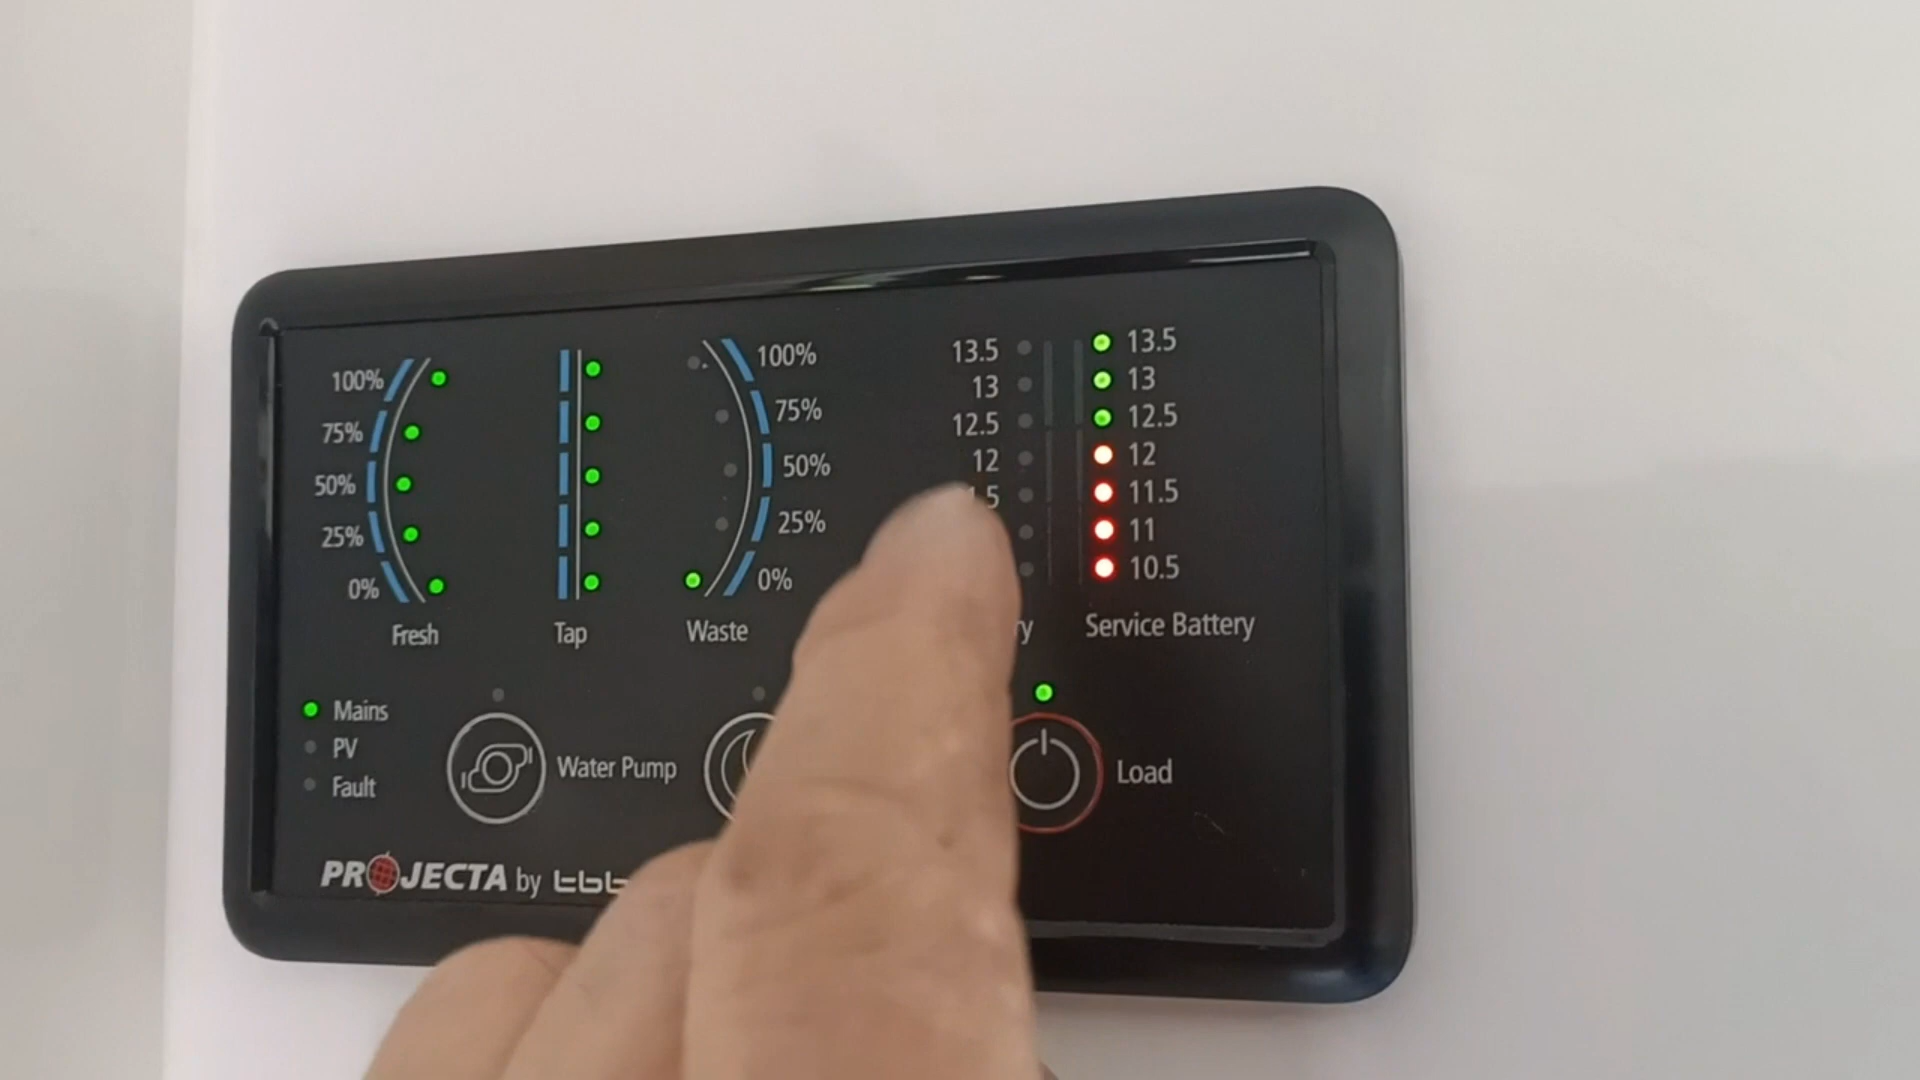 100%
75%
50%
25%
0%
Fresh
Tap
100%
75%
50%
25%
0%
Waste
13.5
13
12.5
12
13.5
13
12.5
12
11.5
11
10.5
Service Battery
Mains
PV
Fault
Water Pump
Load
PROJECTA by